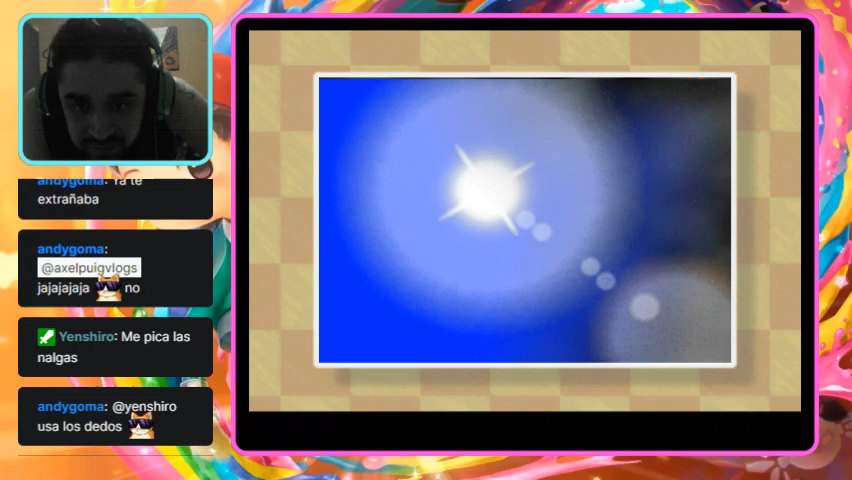 andygoma: Ya te
extrañaba
andygoma:
@axelpuigvlogs
jajajajaja no
Yenshiro: Me pica las
nalgas
andygoma: @yenshiro
usa los dedos